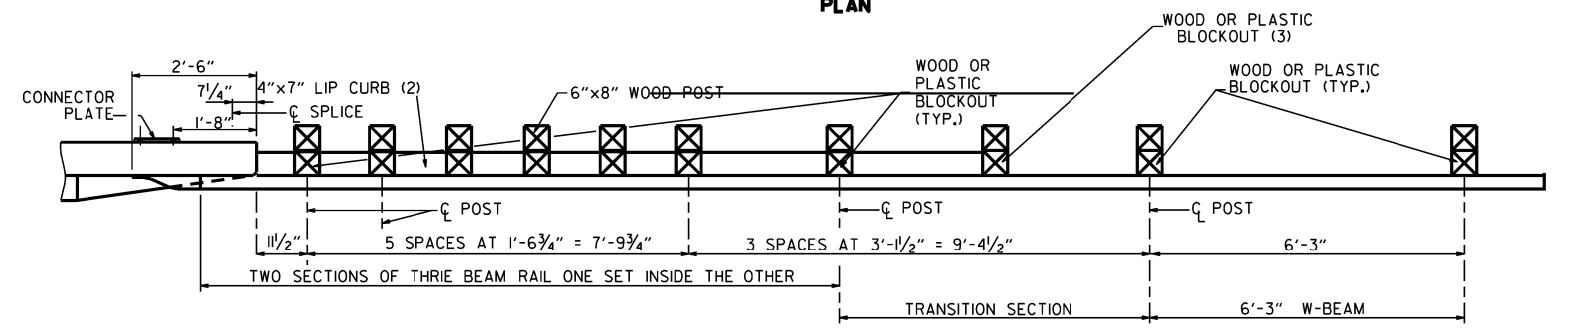 PLAN
WOOD OR PLASTIC
BLOCKOUT (3)
2'-6"
WOOD OR
PLASTIC
BLOCKOUT
(TYP.)
WOOD OR PLASTIC
BLOCKOUT (TYP.)
CONNECTOR
PLATE
7 1/4"
4"x7" LIP CURB (2)
6"x8" WOOD POST
℄ SPLICE
1'-8"
℄ POST
℄ POST
℄ POST
11 1/2"
5 SPACES AT 1'-6 3/4" = 7'-9 3/4"
3 SPACES AT 3'-1 1/2" = 9'-4 1/2"
6'-3"
TWO SECTIONS OF THRIE BEAM RAIL ONE SET INSIDE THE OTHER
TRANSITION SECTION
6'-3" W-BEAM